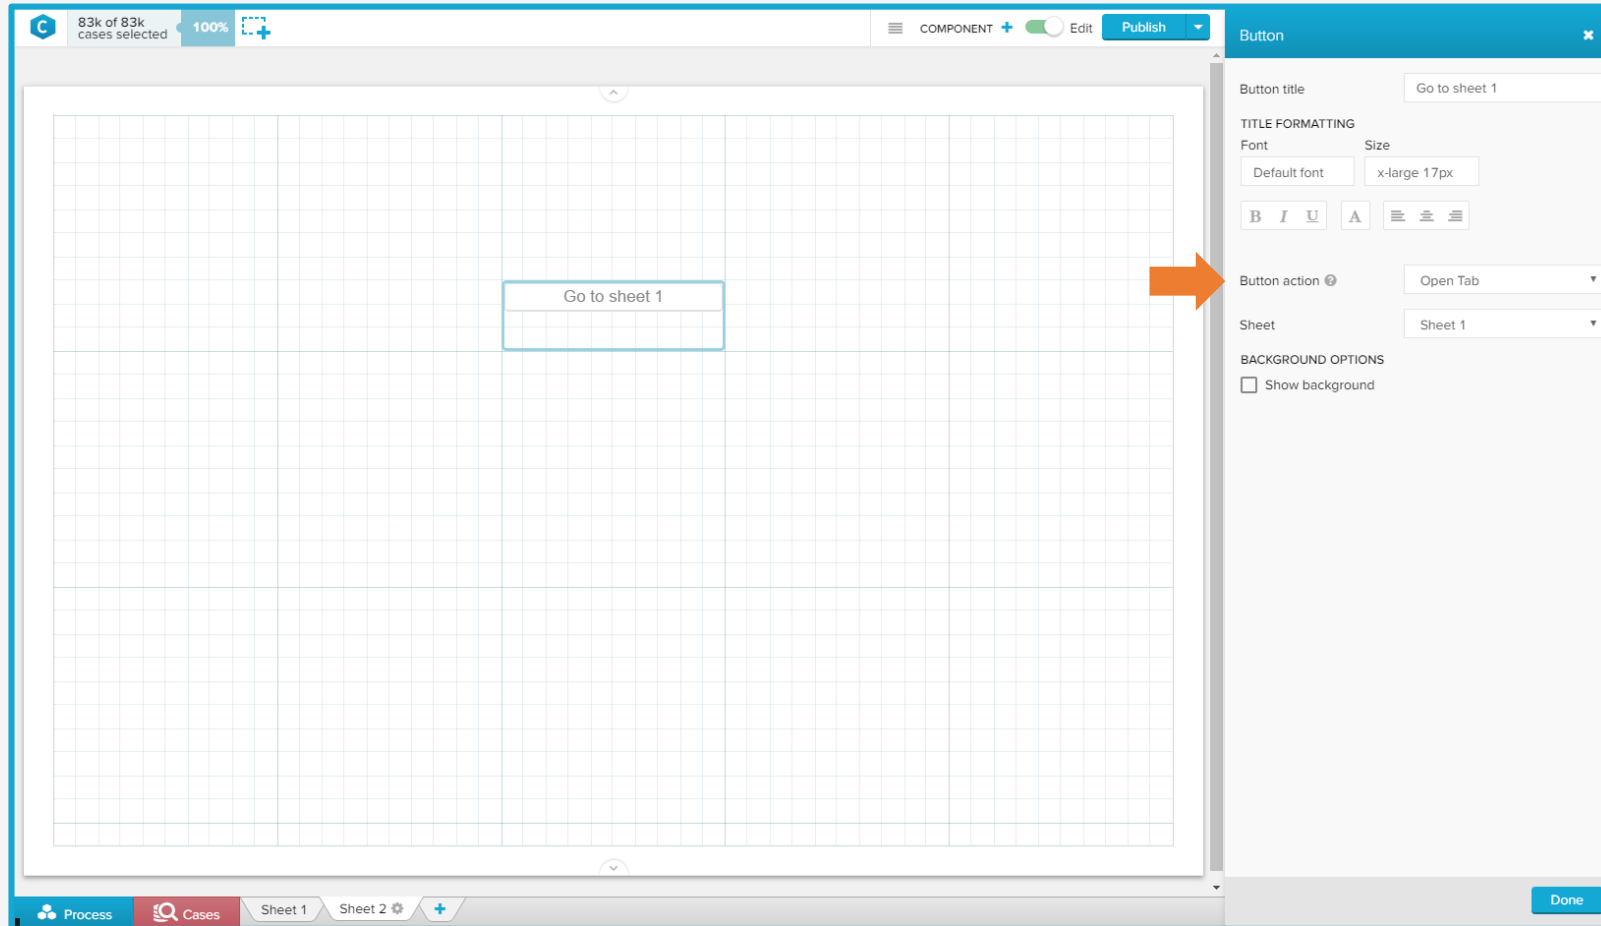 C
83k of 83k
cases selected
100%
COMPONENT
Edit
Publish
Button
Button title
Go to sheet 1
TITLE FORMATTING
Font
Size
Default font
x-large 17px
B I U A
Go to sheet 1
Button action ?
Open Tab
Sheet
Sheet 1
BACKGROUND OPTIONS
Show background
Done
Process
Cases
Sheet 1
Sheet 2